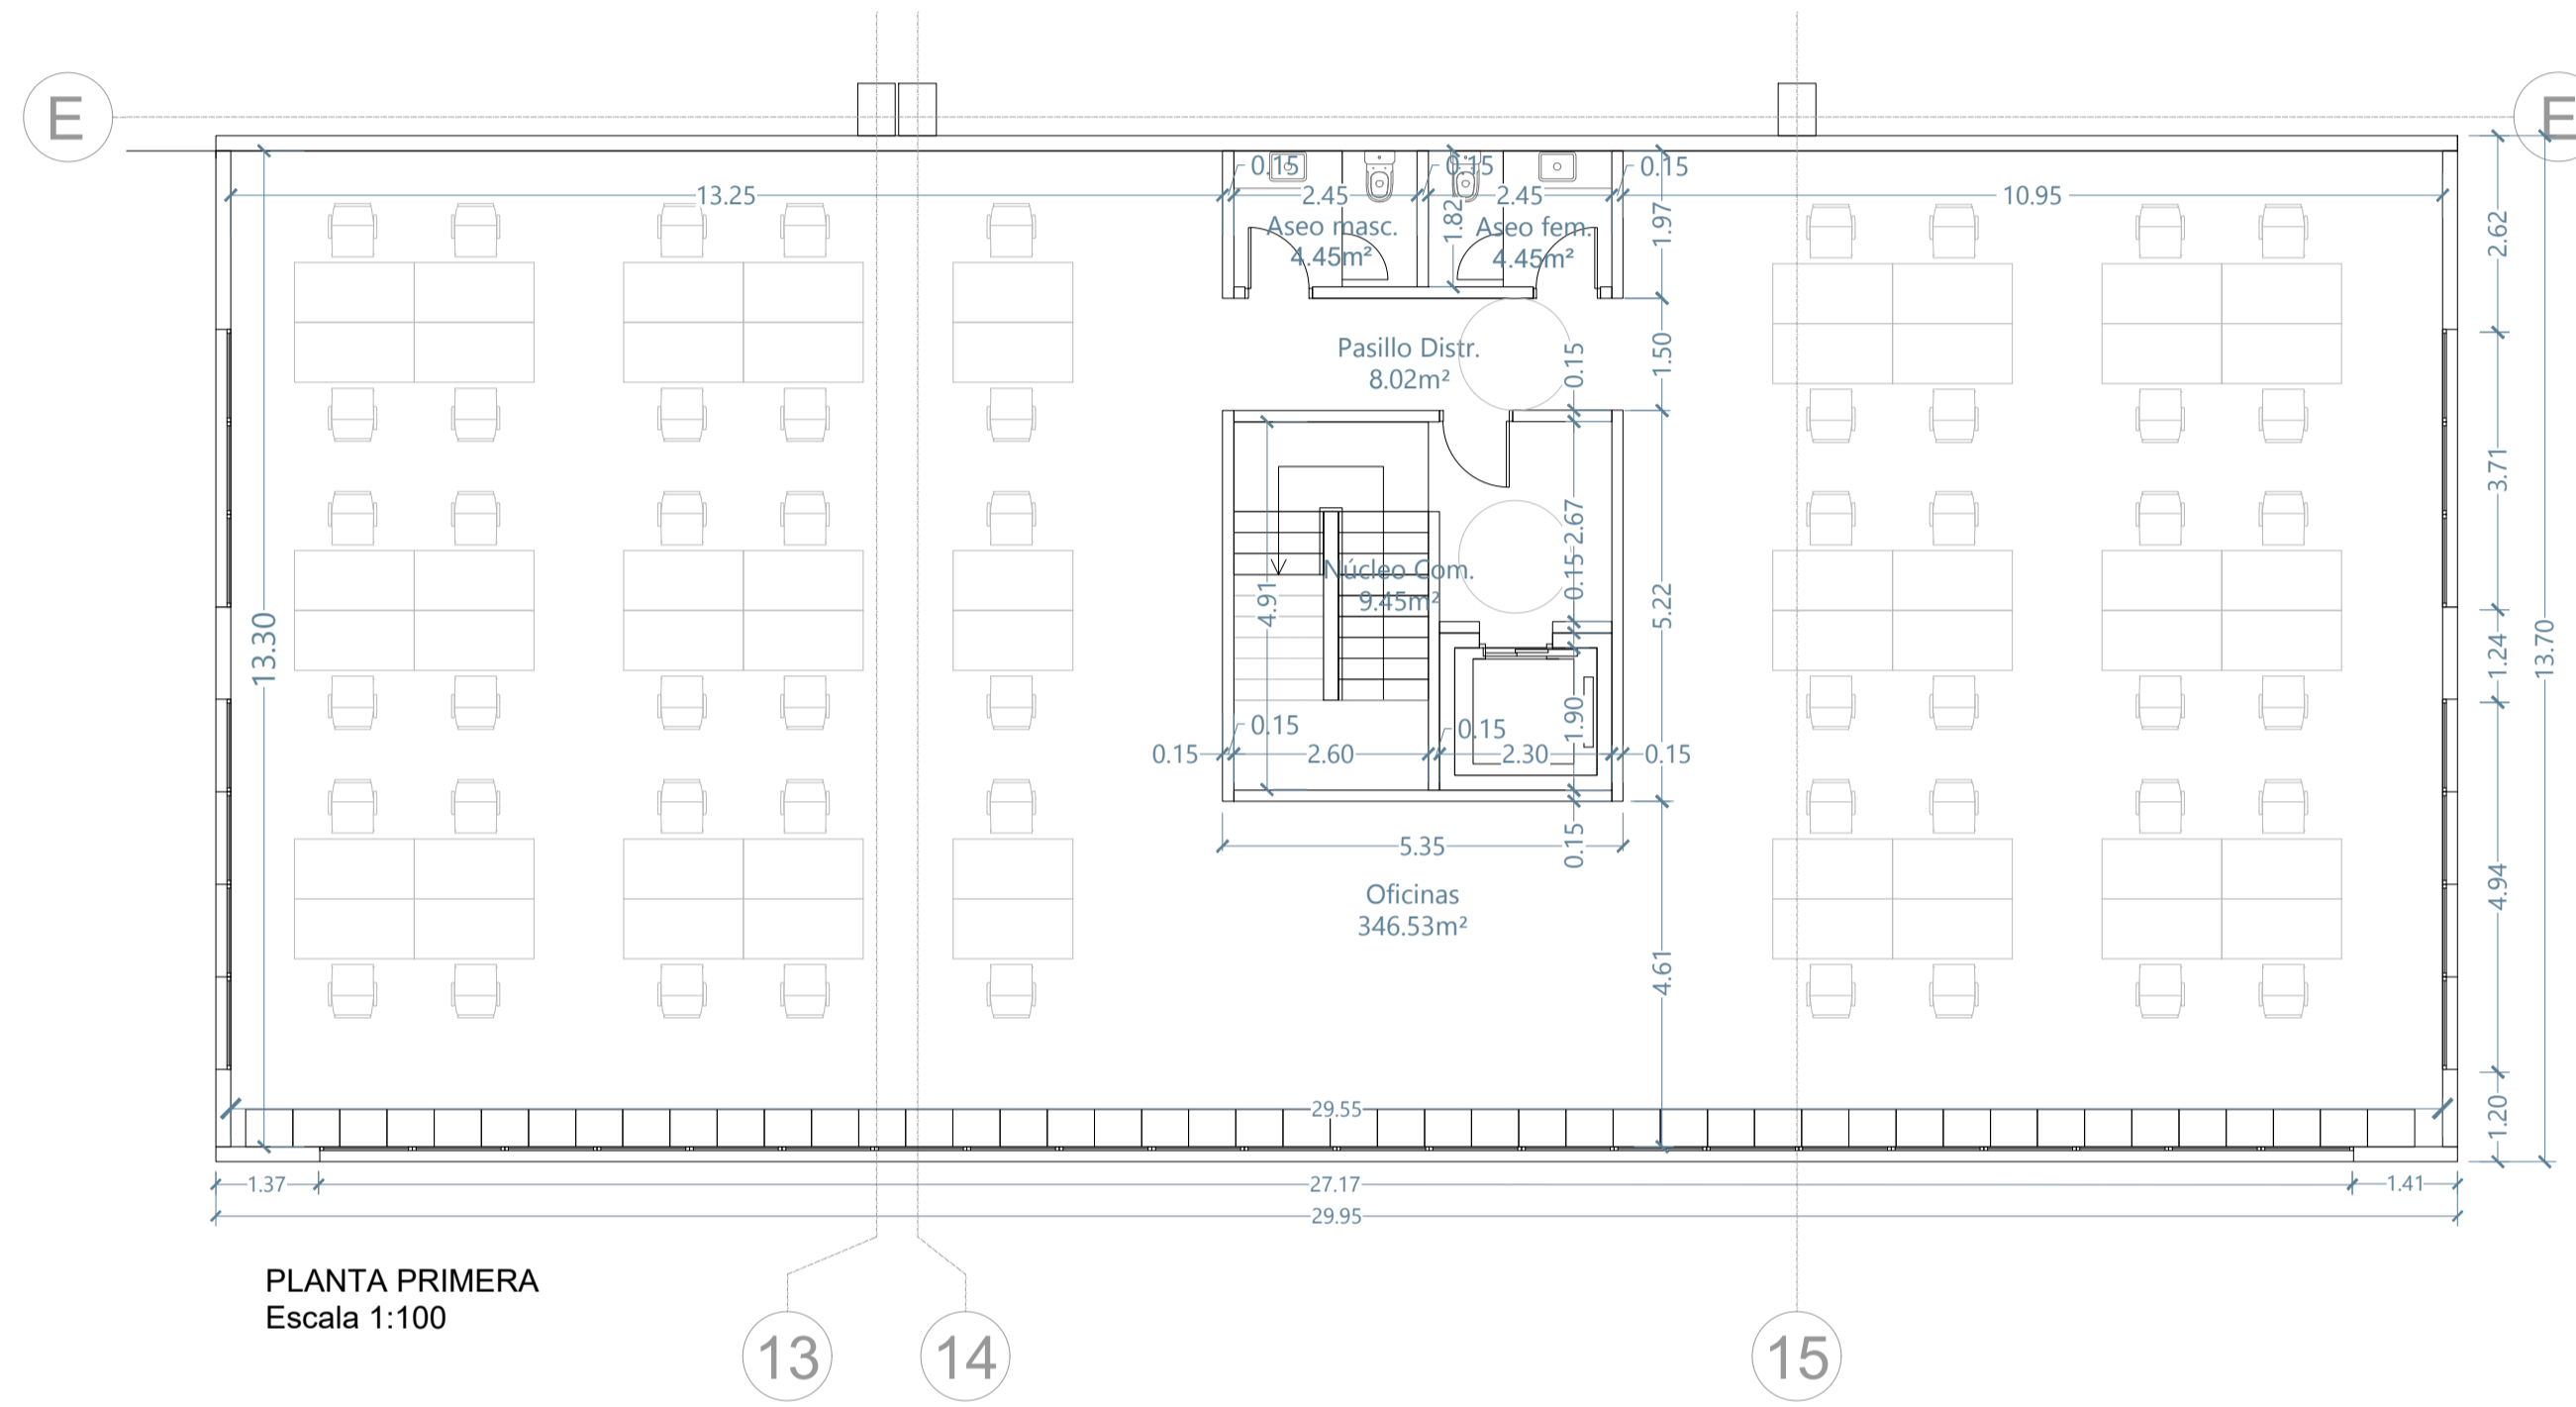 E
E
0.15
0.15
0.15
13.25
2.45
2.45
10.95
1.82
1.97
2.62
Aseo masc.
4.45m²
Aseo fem.
4.45m²
Pasillo Distr.
8.02m²
0.15
1.50
3.71
2.67
0.15
Núcleo Com.
9.45m²
4.91
5.22
13.30
1.24
13.70
0.15
0.15
1.90
0.15
2.60
2.30
0.15
5.35
0.15
4.94
Oficinas
346.53m²
4.61
29.55
1.20
1.37
27.17
1.41
29.95
PLANTA PRIMERA
Escala 1:100
13
14
15